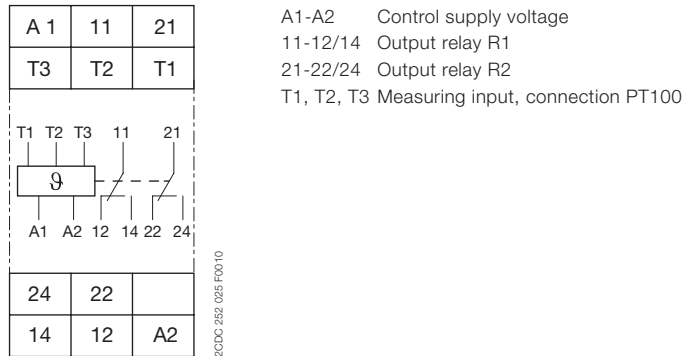 A 1 11 21
T3 T2 T1
T1 T2 T3 11 21
ϑ
A1 A2 12 14 22 24
24 22
14 12 A2
2CDC 252 025 F0010
A1-A2 Control supply voltage
11-12/14 Output relay R1
21-22/24 Output relay R2
T1, T2, T3 Measuring input, connection PT100